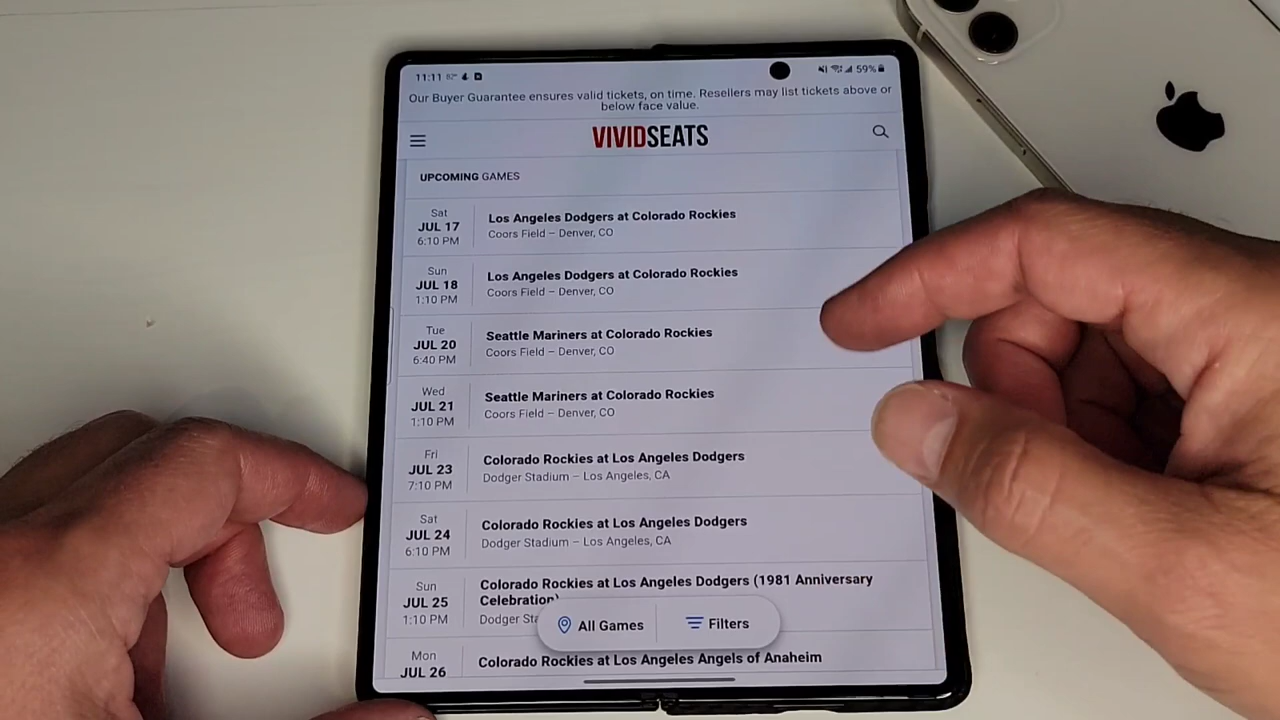 11:11
59%
Our Buyer Guarantee ensures valid tickets, on time. Resellers may list tickets above or
below face value.
VIVIDSEATS
UPCOMING GAMES
Sat
JUL 17
6:10 PM
Los Angeles Dodgers at Colorado Rockies
Coors Field – Denver, CO
Sun
JUL 18
1:10 PM
Los Angeles Dodgers at Colorado Rockies
Coors Field – Denver, CO
Tue
JUL 20
6:40 PM
Seattle Mariners at Colorado Rockies
Coors Field – Denver, CO
Wed
JUL 21
1:10 PM
Seattle Mariners at Colorado Rockies
Coors Field – Denver, CO
Fri
JUL 23
7:10 PM
Colorado Rockies at Los Angeles Dodgers
Dodger Stadium – Los Angeles, CA
Sat
JUL 24
6:10 PM
Colorado Rockies at Los Angeles Dodgers
Dodger Stadium – Los Angeles, CA
Sun
JUL 25
1:10 PM
Colorado Rockies at Los Angeles Dodgers (1981 Anniversary
Celebration)
Dodger
All Games
Filters
Mon
JUL 26
Colorado Rockies at Los Angeles Angels of Anaheim